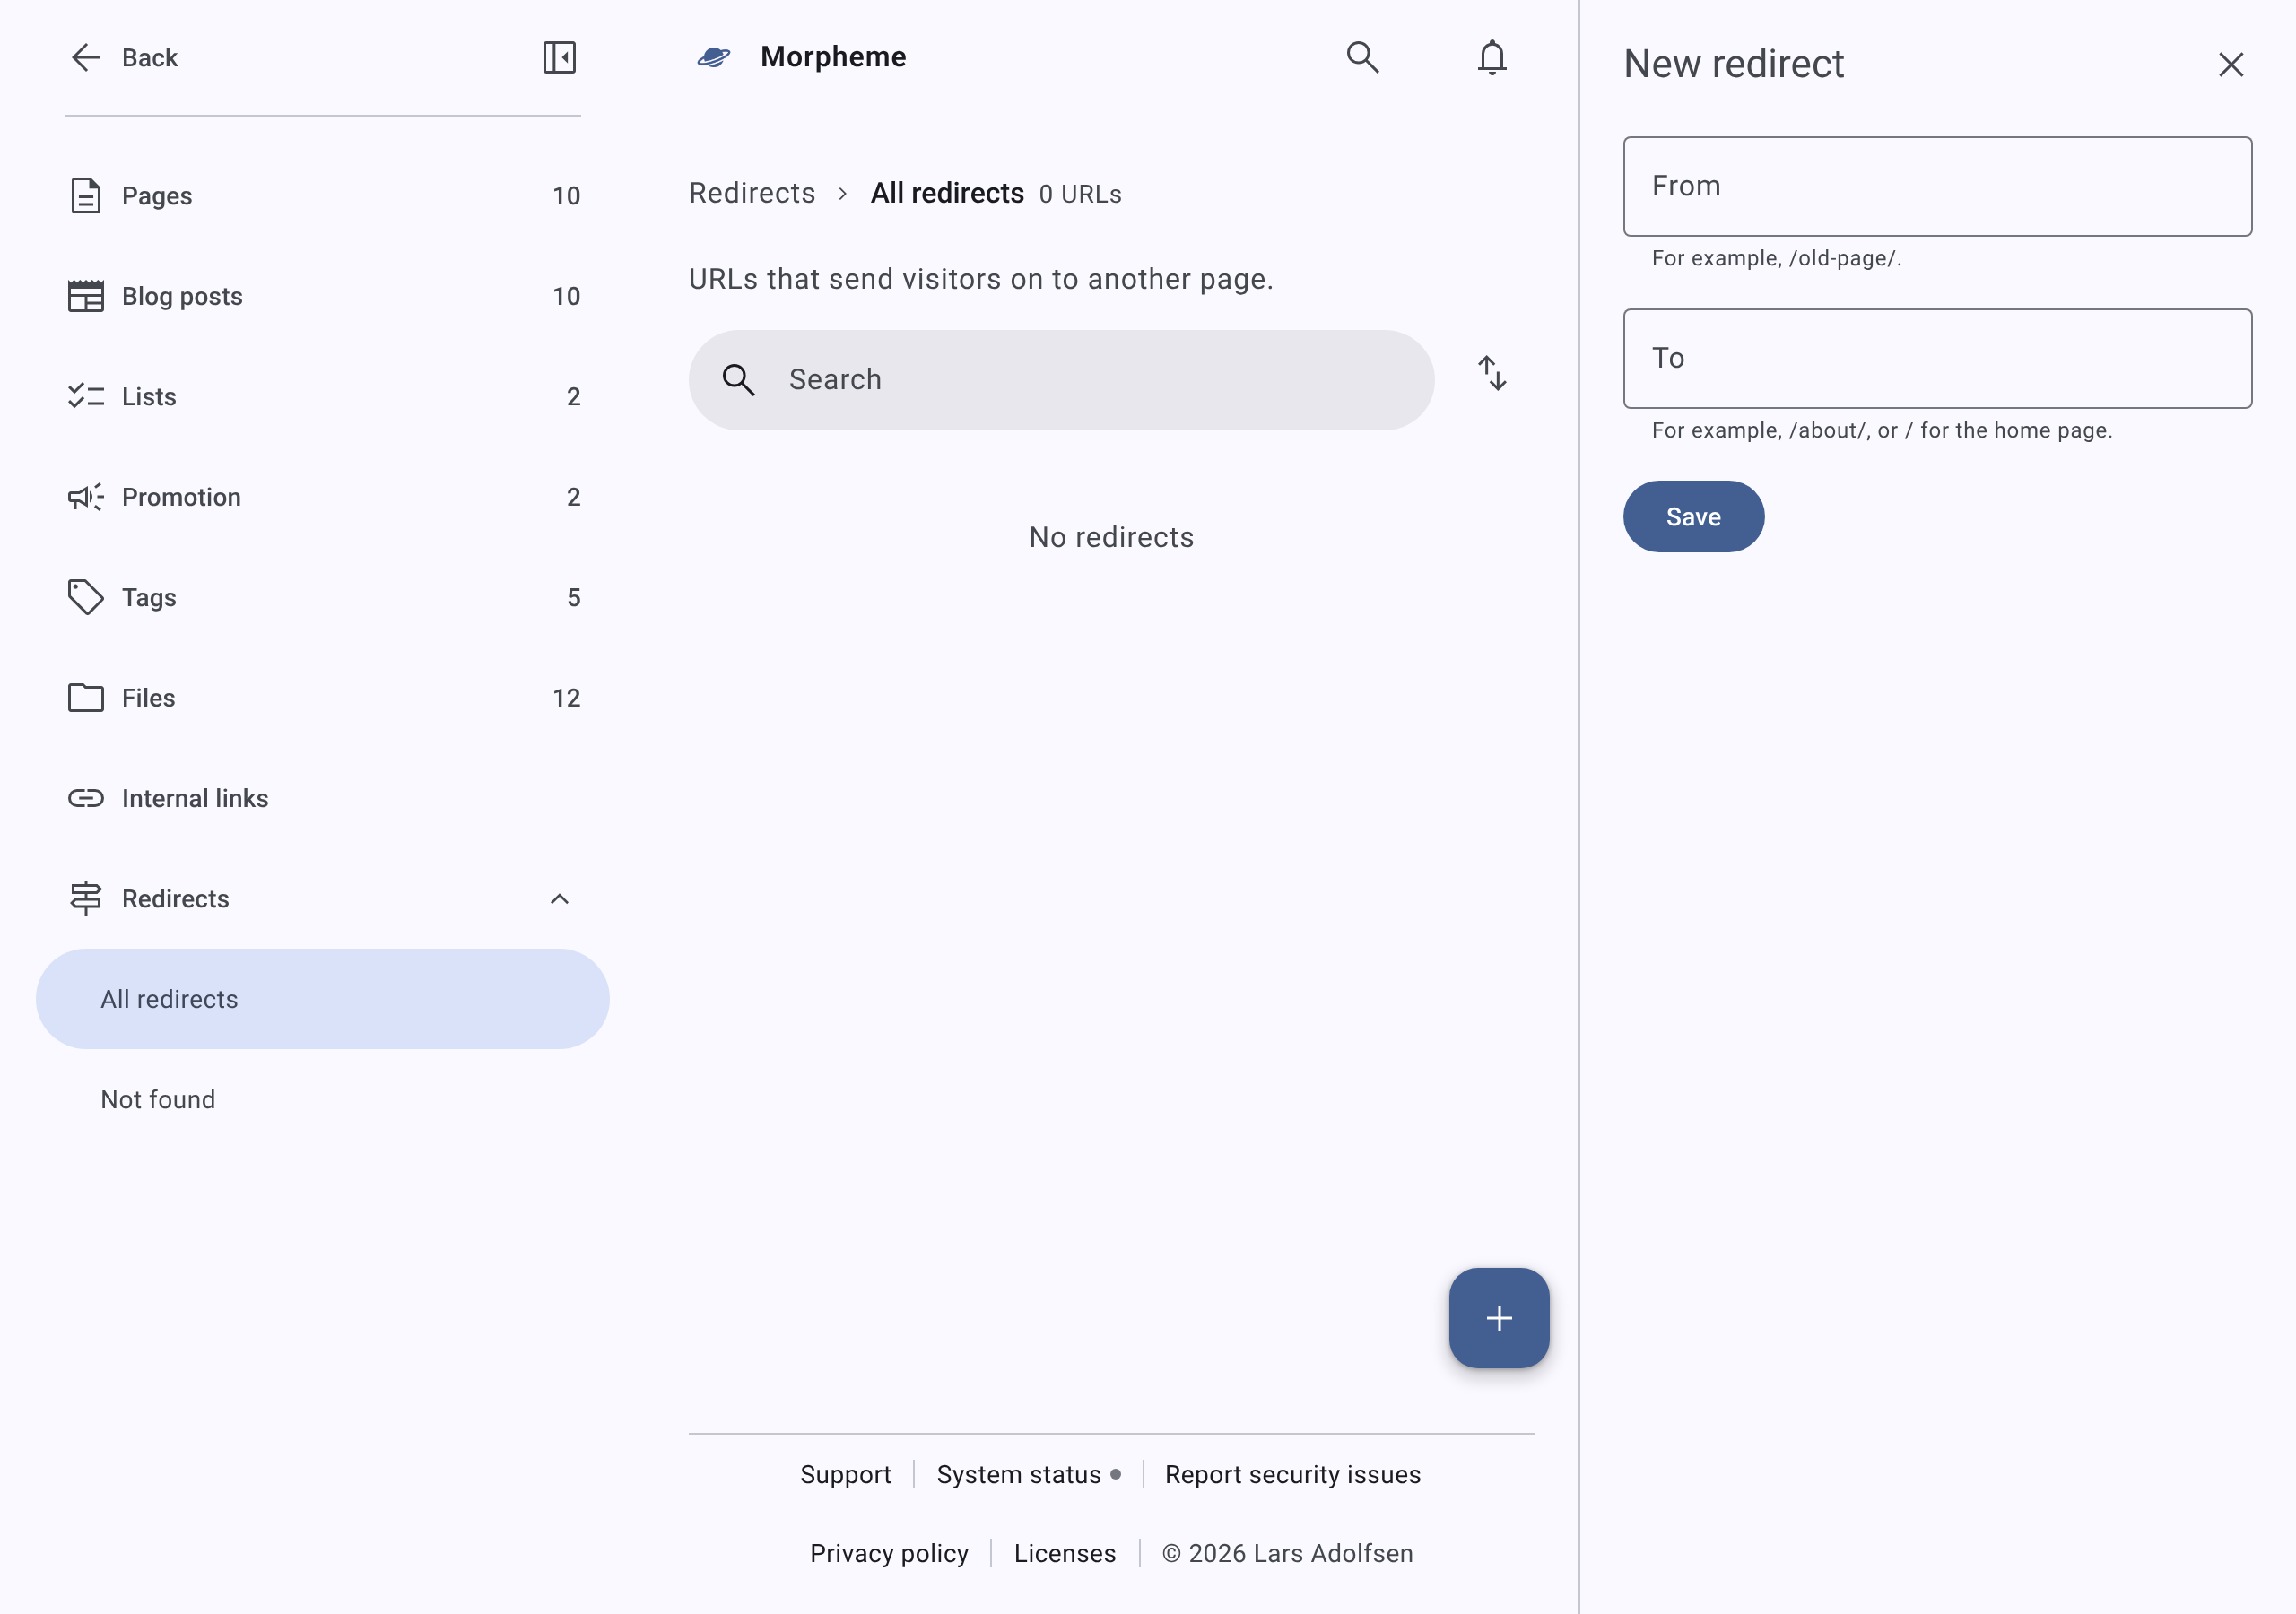 Back
Pages 10
Blog posts 10
Lists 2
Promotion 2
Tags 5
Files 12
Internal links
Redirects
All redirects
Not found
Morpheme
Redirects › All redirects 0 URLs
URLs that send visitors on to another page.
Search
No redirects
Support
System status
Report security issues
Privacy policy
Licenses
© 2026 Lars Adolfsen
New redirect
From
For example, /old-page/.
To
For example, /about/, or / for the home page.
Save